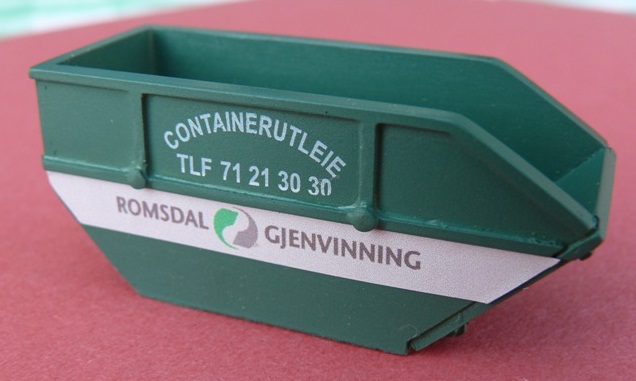 CONTAINERUTLEIE
TLF 71 21 30 30
ROMSDAL GJENVINNING